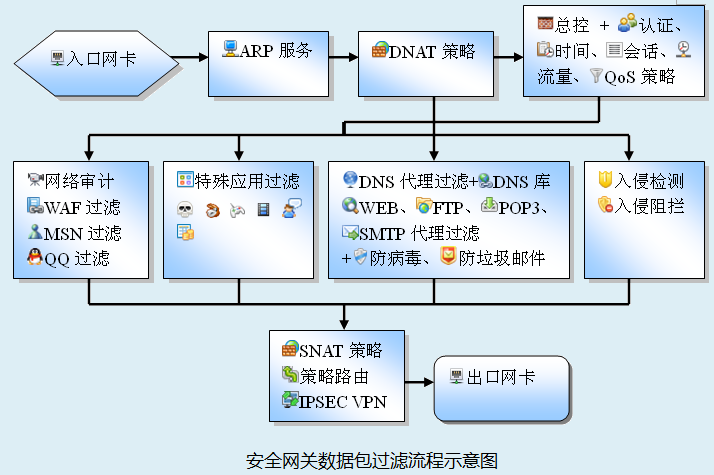 入口网卡
ARP 服务
DNAT 策略
总控 + 认证、
时间、会话、
流量、QoS 策略
网络审计
WAF 过滤
MSN 过滤
QQ 过滤
特殊应用过滤
DNS 代理过滤+DNS 库
WEB、FTP、POP3、
SMTP 代理过滤
+防病毒、防垃圾邮件
入侵检测
入侵阻拦
SNAT 策略
策略路由
IPSEC VPN
出口网卡
安全网关数据包过滤流程示意图